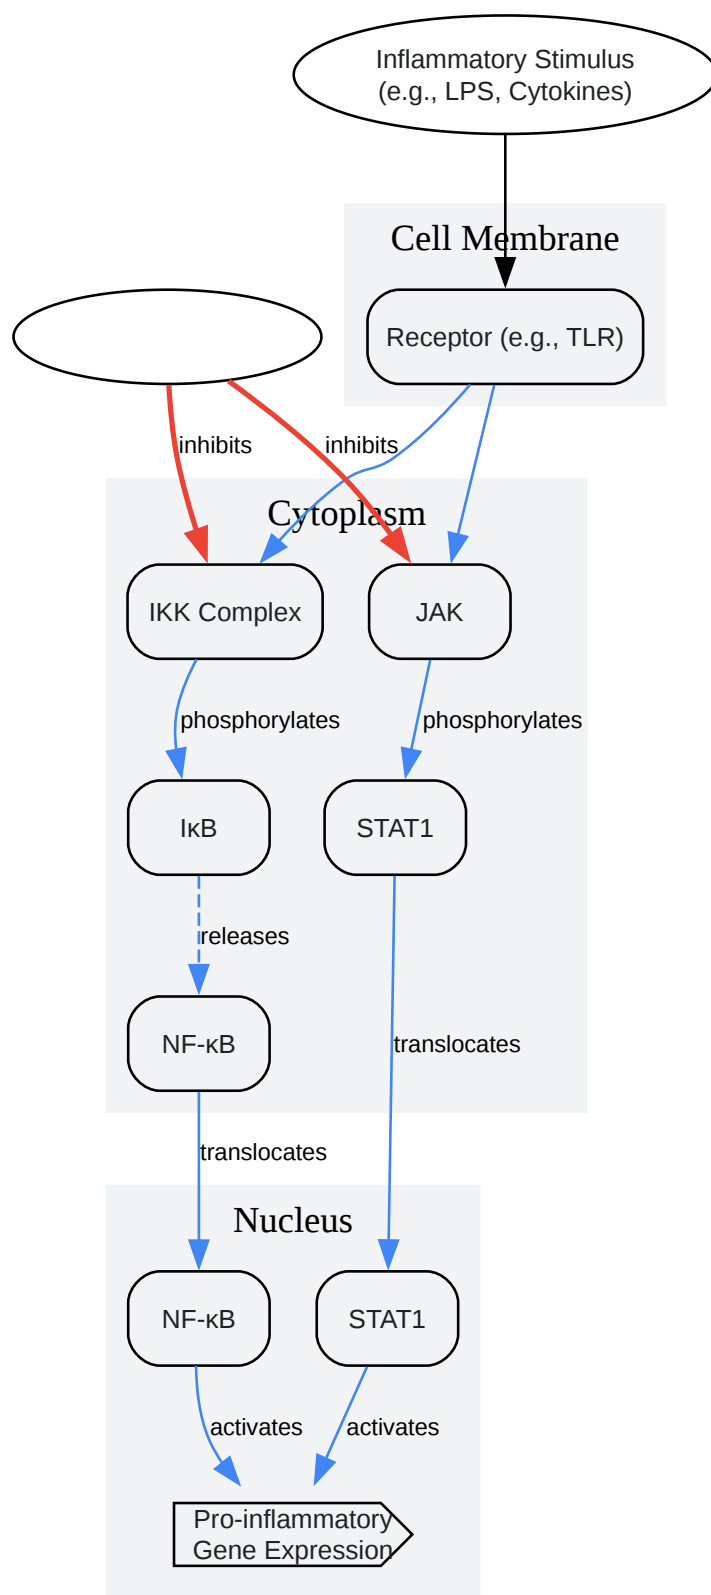 Inflammatory Stimulus
(e.g., LPS, Cytokines)
Cell Membrane
Receptor (e.g., TLR)
inhibits
inhibits
Cytoplasm
IKK Complex
JAK
phosphorylates
phosphorylates
IκB
STAT1
releases
NF-κB
translocates
translocates
Nucleus
NF-κB
STAT1
activates
activates
Pro-inflammatory
Gene Expression